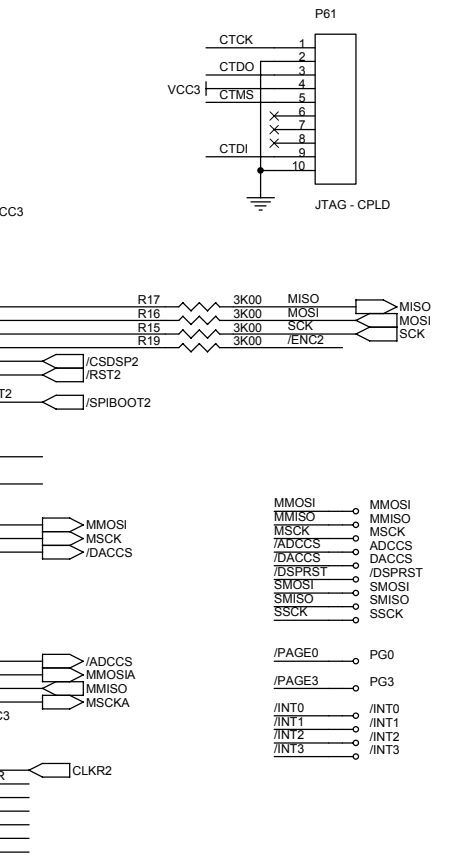 P61
CTCK 1
2
CTDO 3
VCC3 4
CTMS 5
6
7
8
CTDI 9
10
JTAG - CPLD
CC3
R17 3K00 MISO MISO
R16 3K00 MOSI MOSI
R15 3K00 SCK SCK
R19 3K00 /ENC2
/CSDSP2
/RST2
T2 /SPIBOOT2
MMOSI
MSCK
/DACCS
MMOSI MMOSI
MMISO MMISO
MSCK MSCK
/ADCCS ADCCS
/DACCS DACCS
/DSPRST /DSPRST
SMOSI SMOSI
SMISO SMISO
SSCK SSCK
/PAGE0 PG0
/PAGE3 PG3
/ADCCS
MMOSIA
MMISO
MSCKA
C3
/INT0 /INT0
/INT1 /INT1
/INT2 /INT2
/INT3 /INT3
R CLKR2